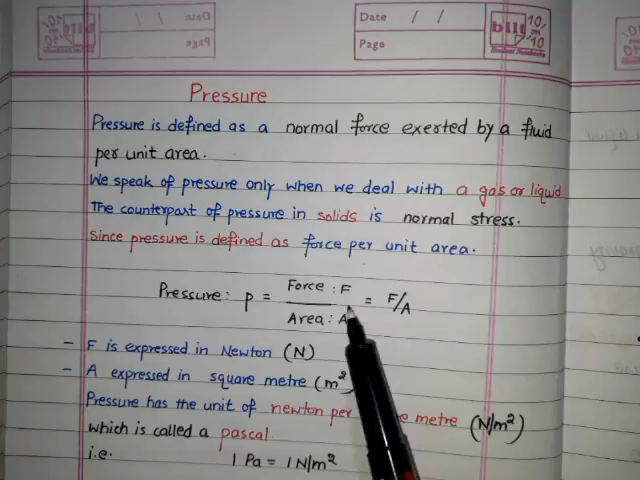 Date / /
Page
bilt
Student Notebooks
Pressure
Pressure is defined as a normal force exerted by a fluid
per unit area.
We speak of pressure only when we deal with a gas or liquid
The counterpart of pressure in solids is normal stress.
Since pressure is defined as force per unit area.
Pressure: p = Force : F / Area : A = F/A
- F is expressed in Newton (N)
- A expressed in square metre (m²
Pressure has the unit of newton per metre (N/m²)
which is called a pascal
i.e. 1 Pa = 1 N/m²